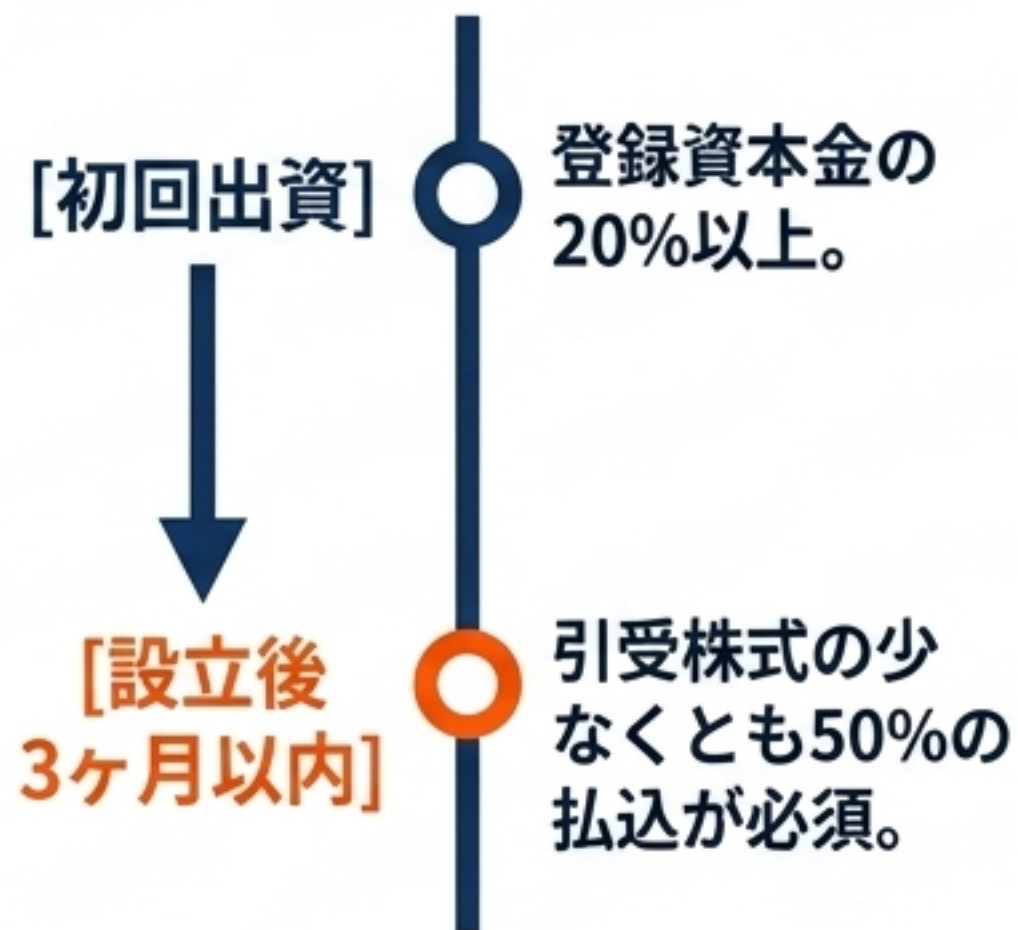 [初回出資]
登録資本金の
20%以上。
[設立後
3ヶ月以内]
引受株式の少
なくとも50%の
払込が必須。